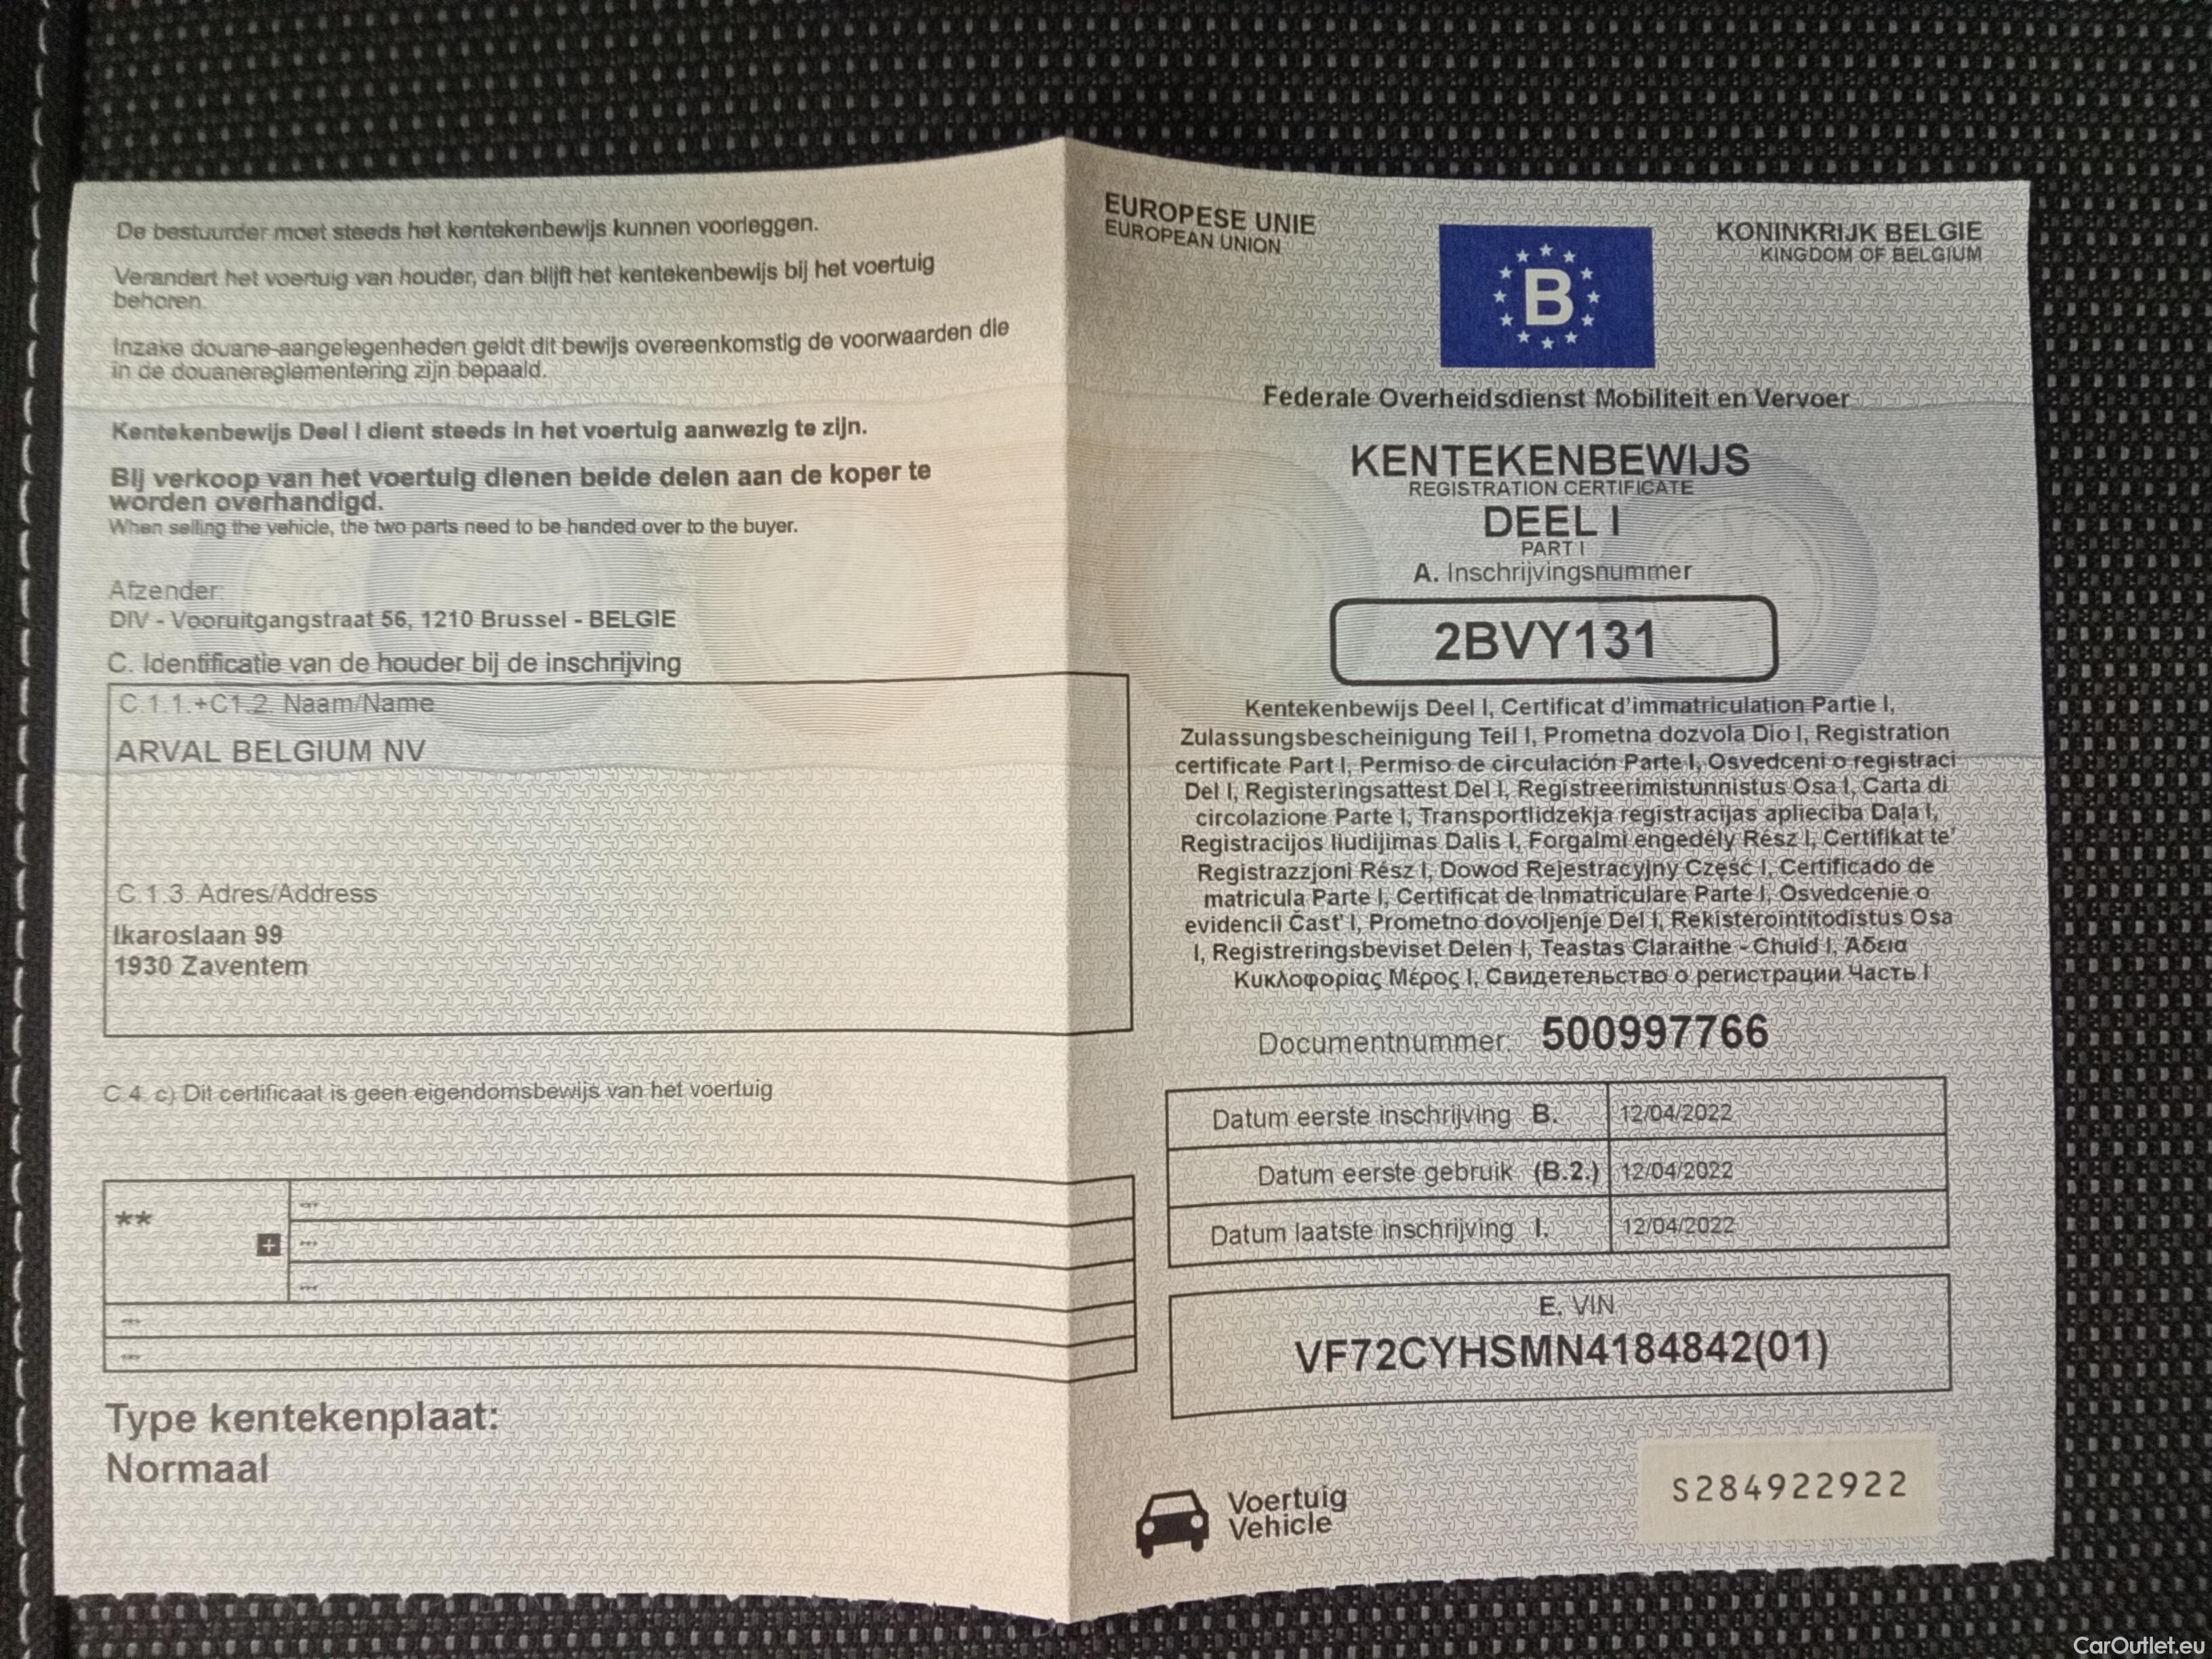 De bestuurder moet steeds het kentekenbewijs kunnen voorleggen.
Verandert het voertuig van houder, dan blijft het kentekenbewijs bij het voertuig
behoren.
Inzake douane-aangelegenheden geldt dit bewijs overeenkomstig de voorwaarden die
in de douanereglementering zijn bepaald.
Kentekenbewijs Deel I dient steeds in het voertuig aanwezig te zijn.
Bij verkoop van het voertuig dienen beide delen aan de koper te
worden overhandigd.
When selling the vehicle, the two parts need to be handed over to the buyer.
Afzender:
DIV - Vooruitgangstraat 56, 1210 Brussel - BELGIE
C. Identificatie van de houder bij de inschrijving
C.1.1.+C1.2. Naam/Name
ARVAL BELGIUM NV
C.1.3. Adres/Address
Ikaroslaan 99
1930 Zaventem
C.4. c) Dit certificaat is geen eigendomsbewijs van het voertuig
**
+
---
---
---
---
---
Type kentekenplaat:
Normaal
EUROPESE UNIE
EUROPEAN UNION
B
KONINKRIJK BELGIE
KINGDOM OF BELGIUM
Federale Overheidsdienst Mobiliteit en Vervoer
KENTEKENBEWIJS
REGISTRATION CERTIFICATE
DEEL I
PART I
A. Inschrijvingsnummer
2BVY131
Kentekenbewijs Deel I, Certificat d'immatriculation Partie I,
Zulassungsbescheinigung Teil I, Prometna dozvola Dio I, Registration
certificate Part I, Permiso de circulación Parte I, Osvedceni o registraci
Del I, Registeringsattest Del I, Registreerimistunnistus Osa I, Carta di
circolazione Parte I, Transportlidzekja registracijas aplieciba Daļa I,
Registracijos liudijimas Dalis I, Forgalmi engedély Rész I, Certifikat te'
Registrazzjoni Rész I, Dowod Rejestracyjny Część I, Certificado de
matricula Parte I, Certificat de Inmatriculare Parte I, Osvedcenie o
evidencii Časť I, Prometno dovoljenje Del I, Rekisterointitodistus Osa
I, Registreringsbeviset Delen I, Teastas Claraithe - Chuid I, Άδεια
Κυκλοφορίας Μέρος I, Свидетельство о регистрации Часть I
Documentnummer: 500997766
Datum eerste inschrijving B. 12/04/2022
Datum eerste gebruik (B.2.) 12/04/2022
Datum laatste inschrijving I. 12/04/2022
E. VIN
VF72CYHSMN4184842(01)
Voertuig
Vehicle
S284922922
CarOutlet.eu